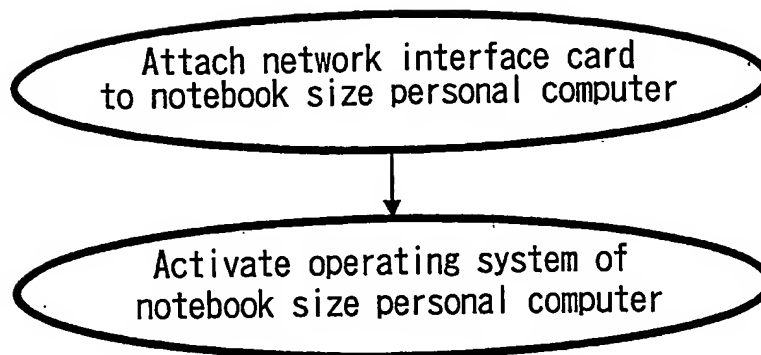 Attach network interface card
to notebook size personal computer
Activate operating system of
notebook size personal computer